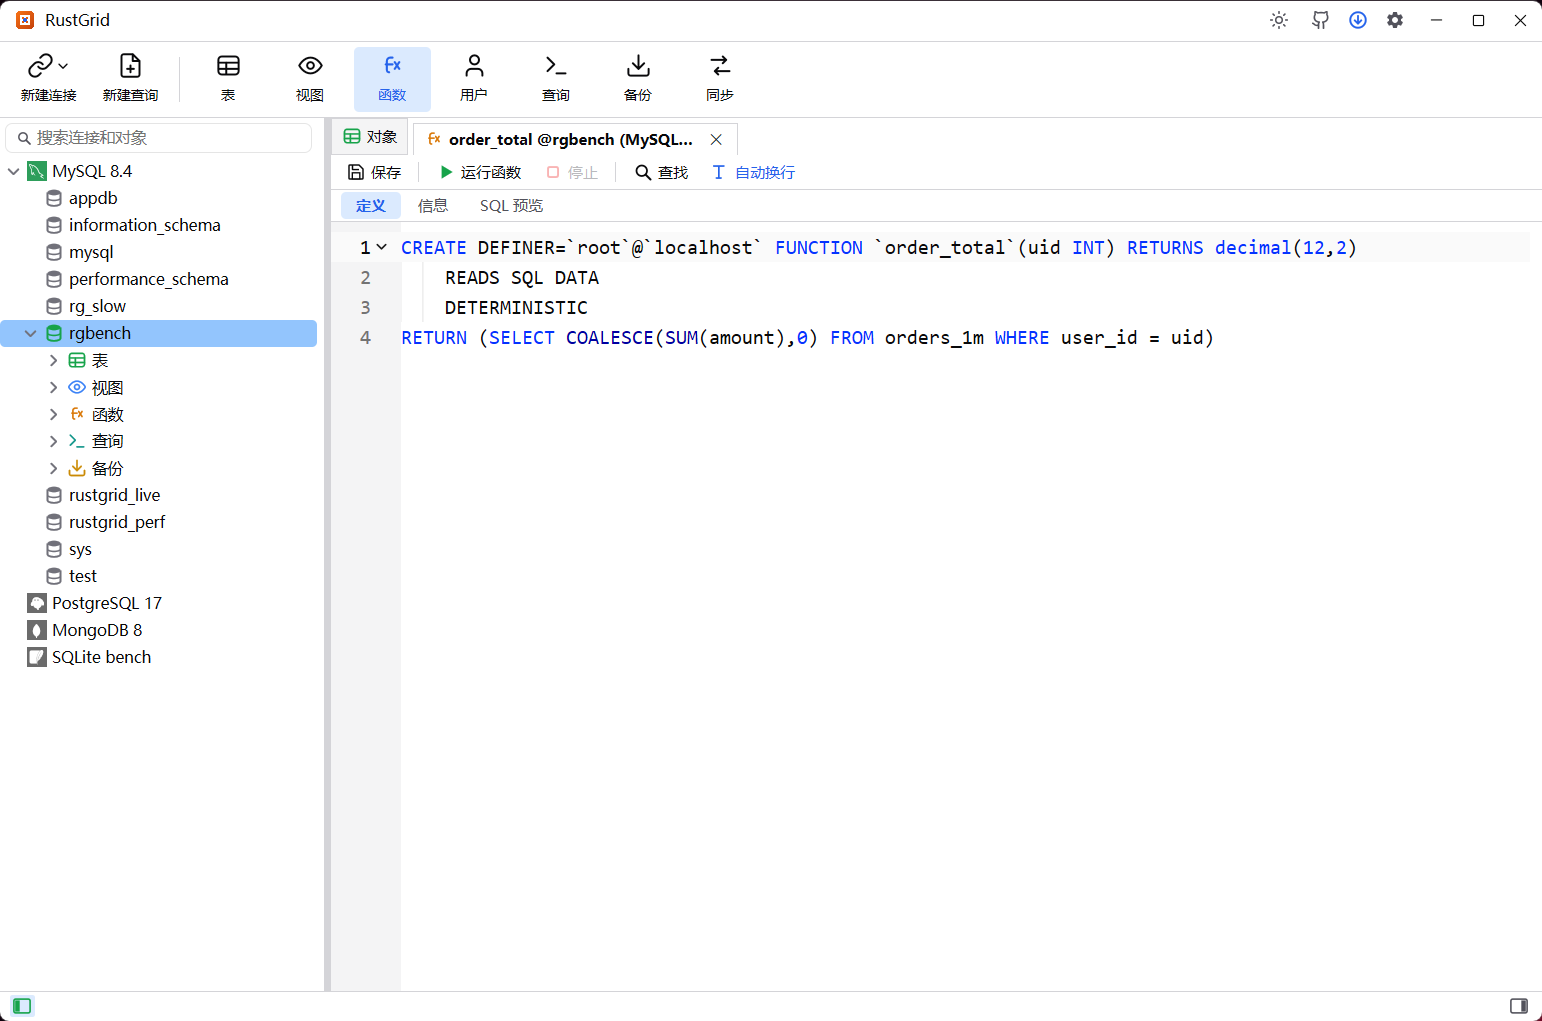 RustGrid
新建连接
新建查询
表
视图
函数
用户
查询
备份
同步
搜索连接和对象
MySQL 8.4
appdb
information_schema
mysql
performance_schema
rg_slow
rgbench
表
视图
函数
查询
备份
rustgrid_live
rustgrid_perf
sys
test
PostgreSQL 17
MongoDB 8
SQLite bench
对象
order_total @rgbench (MySQL...
保存
运行函数
停止
查找
自动换行
定义
信息
SQL 预览
1 CREATE DEFINER=`root`@`localhost` FUNCTION `order_total`(uid INT) RETURNS decimal(12,2)
2 READS SQL DATA
3 DETERMINISTIC
4 RETURN (SELECT COALESCE(SUM(amount),0) FROM orders_1m WHERE user_id = uid)